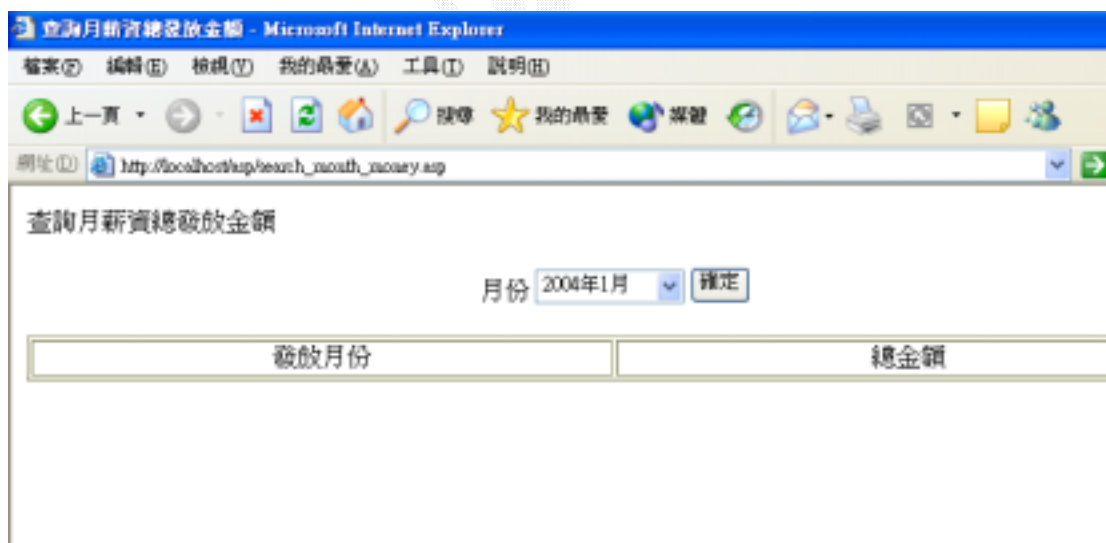 查詢月薪資總發放金額 - Microsoft Internet Explorer
檔案(F) 編輯(E) 檢視(V) 我的最愛(A) 工具(T) 說明(H)
上一頁 搜尋 我的最愛 媒體
網址(D) http://localhost/asp/search_month_money.asp
查詢月薪資總發放金額
月份 2004年1月 確定
發放月份 總金額